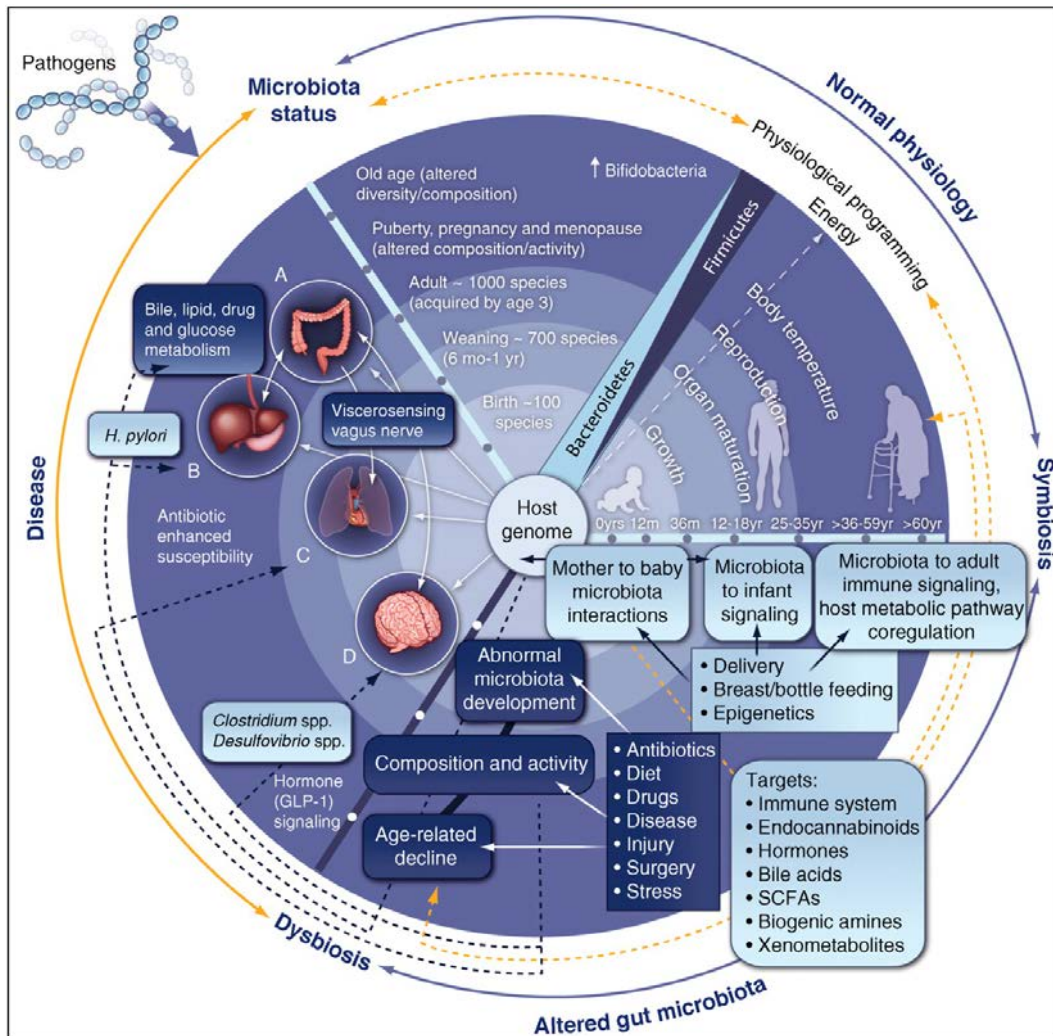 Pathogens
Microbiota
status
Normal physiology
Physiological programming
Energy
Body temperature
Reproduction
Organ maturation
Growth
Old age (altered
diversity/composition)
Puberty, pregnancy and menopause
(altered composition/activity)
Adult ~ 1000 species
(acquired by age 3)
Weaning ~ 700 species
(6 mo-1 yr)
Birth ~100
species
↑ Bifidobacteria
Firmicutes
Bacteroidetes
A
Bile, lipid, drug
and glucose
metabolism
Viscerosensing
vagus nerve
H. pylori
B
Disease
Antibiotic
enhanced
susceptibility
C
D
Host
genome
0yrs 12m 36m 12-18yr 25-35yr >36-59yr >60yr
Symbiosis
Mother to baby
microbiota
interactions
Microbiota
to infant
signaling
Microbiota to adult
immune signaling,
host metabolic pathway
coregulation
• Delivery
• Breast/bottle feeding
• Epigenetics
Abnormal
microbiota
development
Clostridium spp.
Desulfovibrio spp.
Composition and activity
Hormone
(GLP-1)
signaling
Age-related
decline
• Antibiotics
• Diet
• Drugs
• Disease
• Injury
• Surgery
• Stress
Targets:
• Immune system
• Endocannabinoids
• Hormones
• Bile acids
• SCFAs
• Biogenic amines
• Xenometabolites
Dysbiosis
Altered gut microbiota